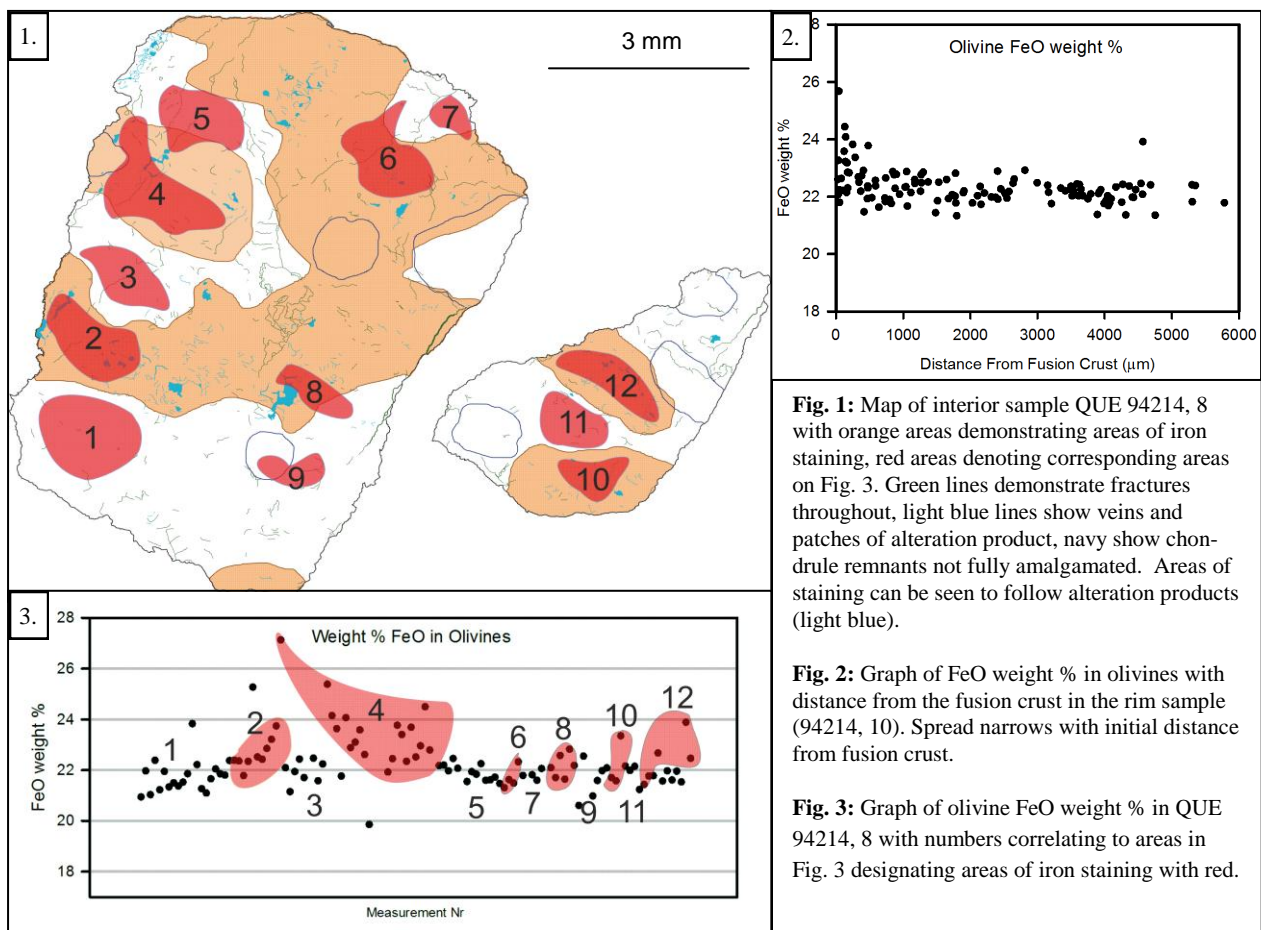 1.
3 mm
5
7
6
4
3
2
8
12
11
1
9
10
2.
Olivine FeO weight %
8
26
24
22
20
18
FeO weight %
0
1000
2000
3000
4000
5000
6000
Distance From Fusion Crust (µm)
3.
Weight % FeO in Olivines
28
26
24
22
20
18
FeO weight %
1
2
3
4
5
6
7
8
9
10
11
12
Measurement Nr
Fig. 1: Map of interior sample QUE 94214, 8
with orange areas demonstrating areas of iron
staining, red areas denoting corresponding areas
on Fig. 3. Green lines demonstrate fractures
throughout, light blue lines show veins and
patches of alteration product, navy show chon-
drule remnants not fully amalgamated. Areas of
staining can be seen to follow alteration products
(light blue).
Fig. 2: Graph of FeO weight % in olivines with
distance from the fusion crust in the rim sample
(94214, 10). Spread narrows with initial distance
from fusion crust.
Fig. 3: Graph of olivine FeO weight % in QUE
94214, 8 with numbers correlating to areas in
Fig. 3 designating areas of iron staining with red.